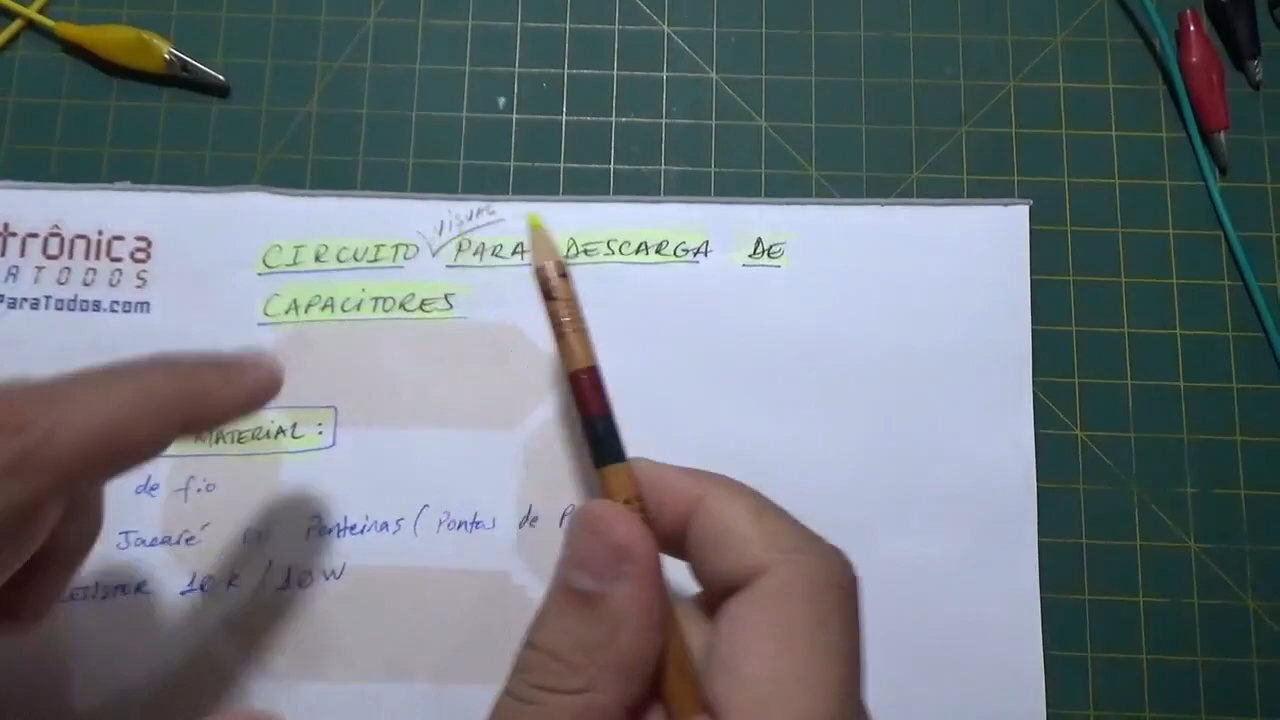 trônica
ATODOS
ParaTodos.com
VISUAL
CIRCUITO PARA DESCARGA DE
CAPACITORES
MATERIAL:
de fio
Jacaré Ponteiras (Pontas de P
10K/10W